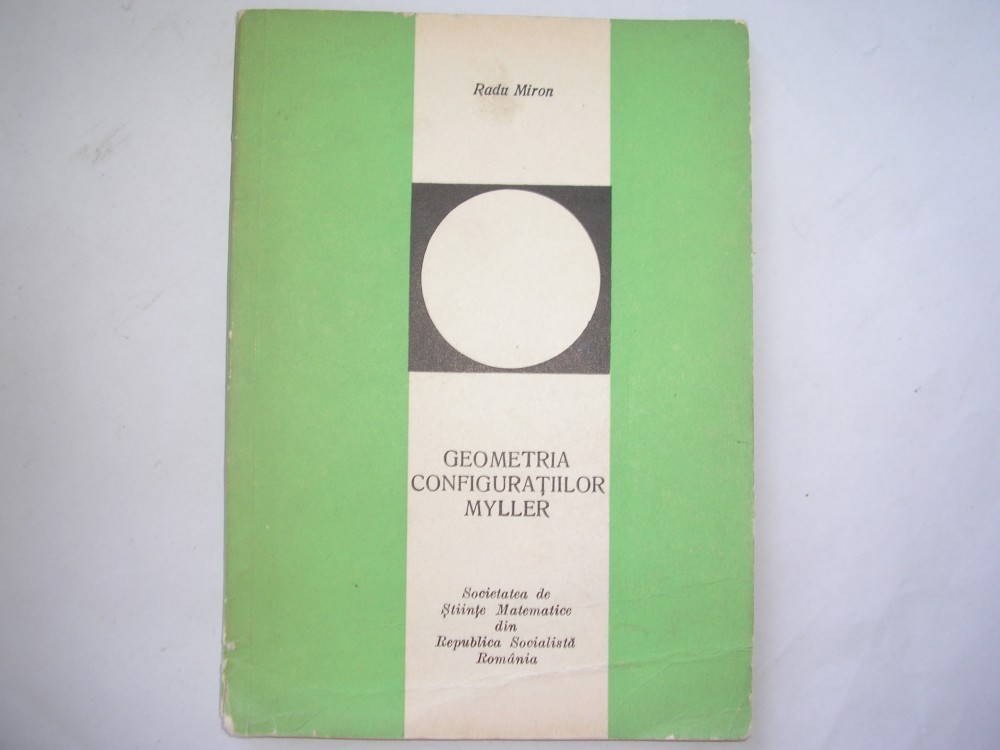 Radu Miron
GEOMETRIA
CONFIGURAȚIILOR
MYLLER
Societatea de
Științe Matematice
din
Republica Socialistă
România